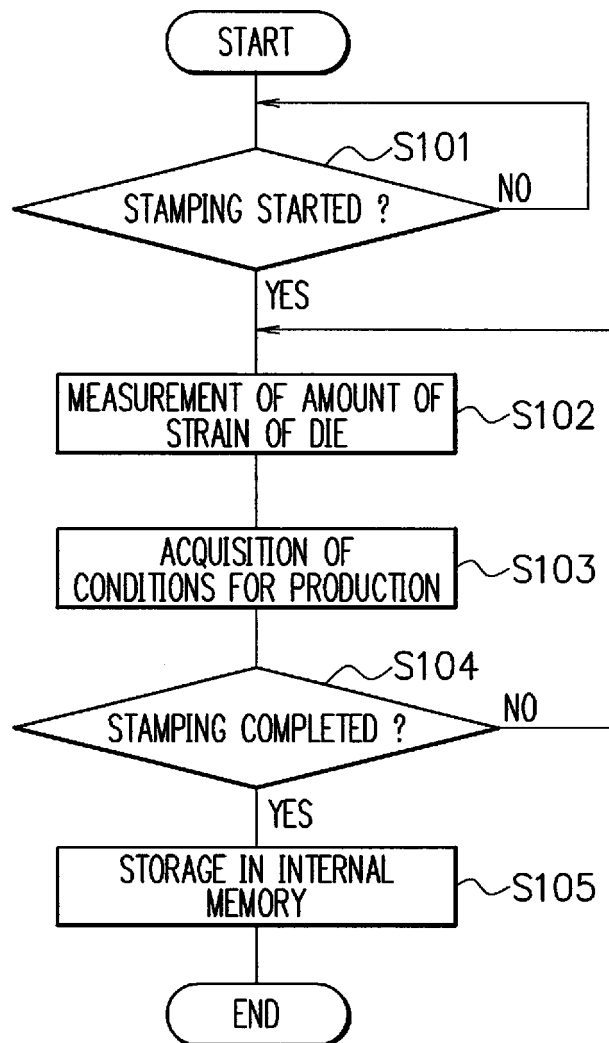 START
S101
STAMPING STARTED ?
NO
YES
MEASUREMENT OF AMOUNT OF
STRAIN OF DIE
S102
ACQUISITION OF
CONDITIONS FOR PRODUCTION
S103
S104
STAMPING COMPLETED ?
NO
YES
STORAGE IN INTERNAL
MEMORY
S105
END